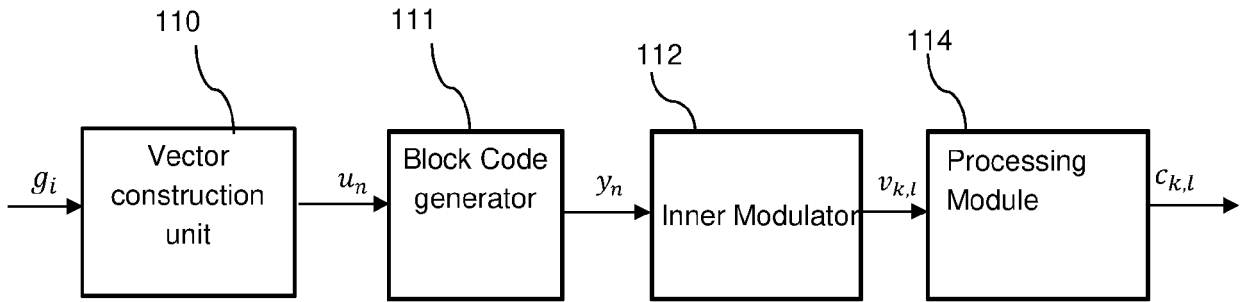 110
111
112
114
g_i
Vector
construction
unit
u_n
Block Code
generator
y_n
Inner Modulator
v_{k,l}
Processing
Module
c_{k,l}